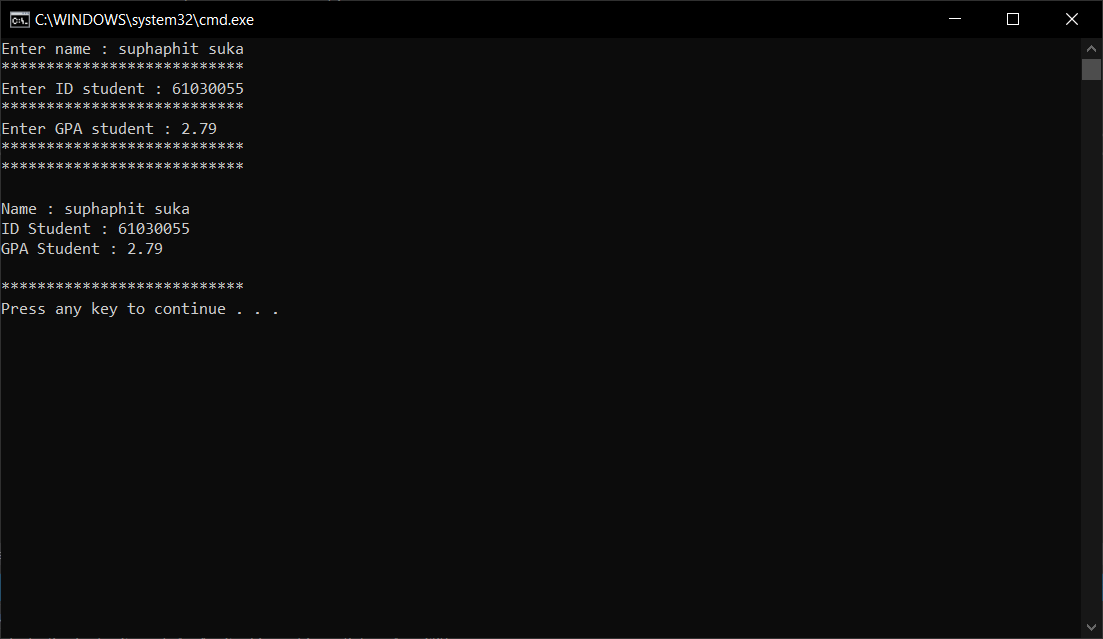 C:\WINDOWS\system32\cmd.exe
Enter name : suphaphit suka
***************************
Enter ID student : 61030055
***************************
Enter GPA student : 2.79
***************************
***************************
Name : suphaphit suka
ID Student : 61030055
GPA Student : 2.79
***************************
Press any key to continue . . .